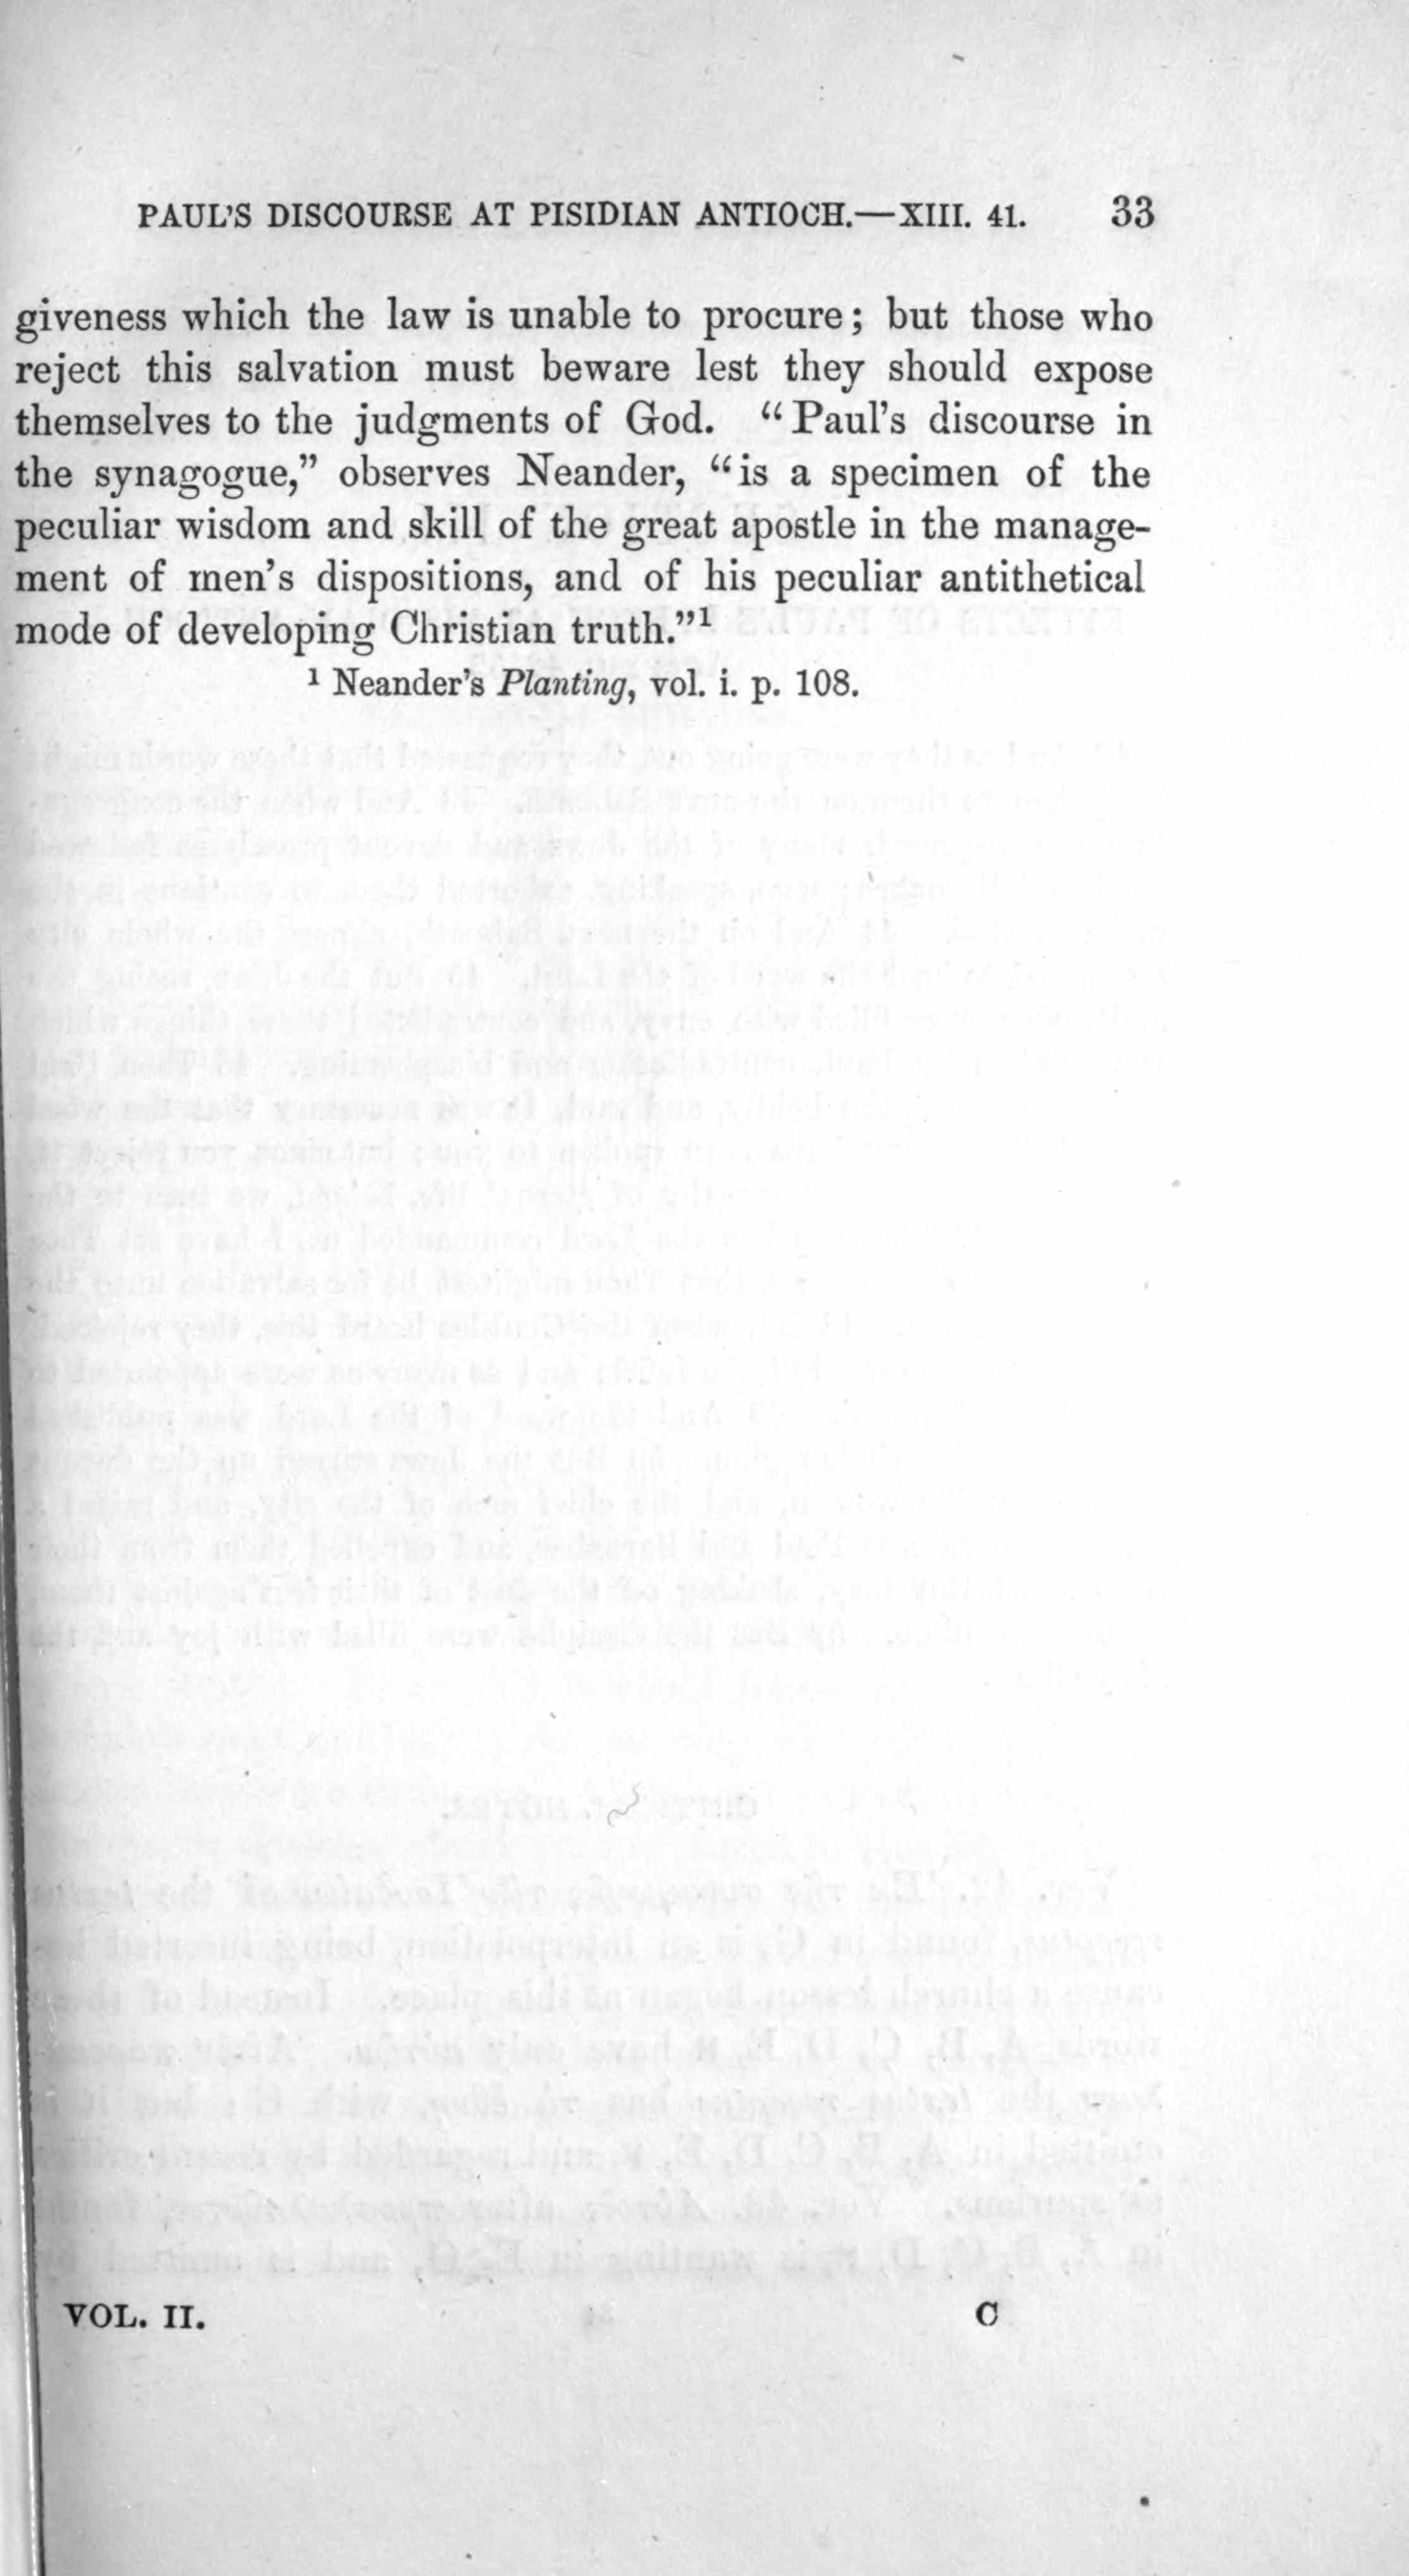 PAUL'S DISCOURSE AT PISIDIAN ANTIOCH.—XIII. 41. 33
giveness which the law is unable to procure; but those who
reject this salvation must beware lest they should expose
themselves to the judgments of God. “Paul's discourse in
the synagogue,” observes Neander, “is a specimen of the
peculiar wisdom and skill of the great apostle in the manage-
ment of men's dispositions, and of his peculiar antithetical
mode of developing Christian truth.”¹
¹ Neander's Planting, vol. i. p. 108.
VOL. II. C